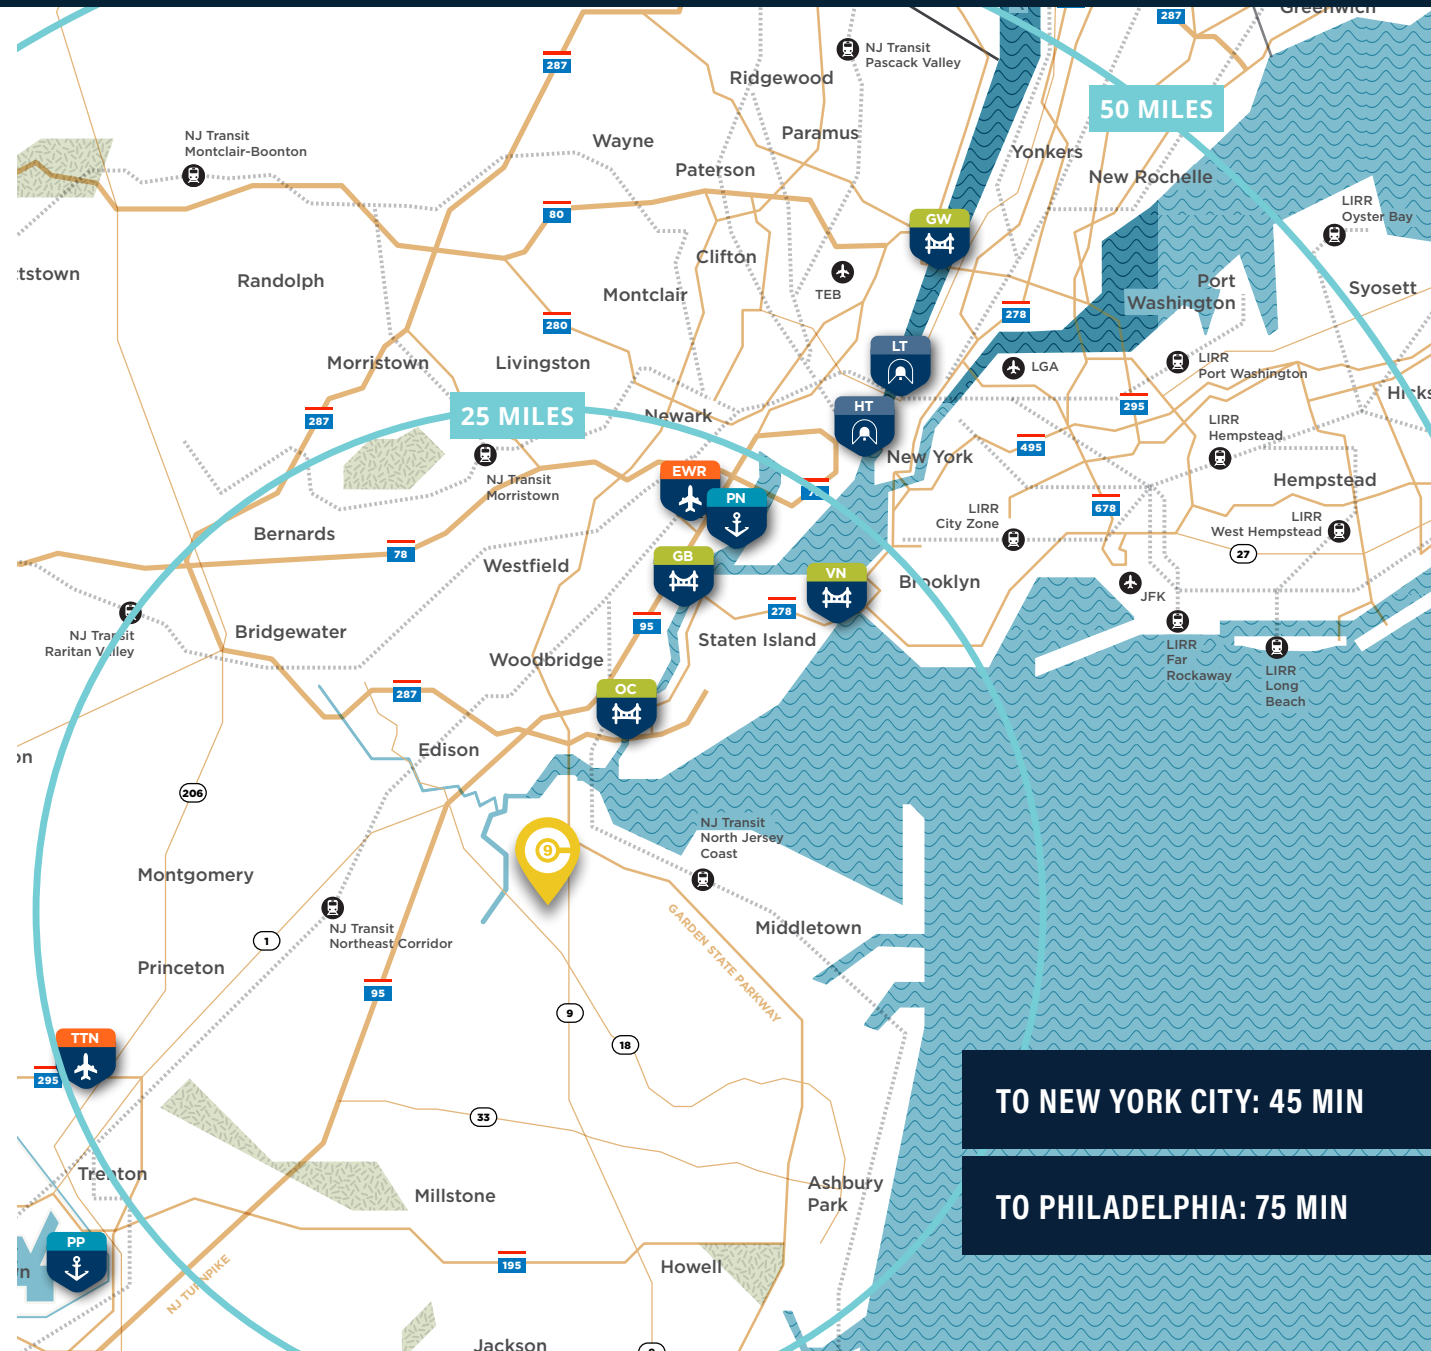 Greenwich
287
NJ Transit
Pascack Valley
287
Ridgewood
50 MILES
Paramus
NJ Transit
Montclair-Boonton
Wayne
Yonkers
Paterson
New Rochelle
LIRR
Oyster Bay
80
GW
Clifton
ttstown
Randolph
Montclair
TEB
Port
Washington
Syosett
278
280
LT
Morristown
Livingston
LGA
LIRR
Port Washington
Hicks
HT
295
287
25 MILES
Newark
LIRR
Hempstead
495
New York
EWR
NJ Transit
Morristown
PN
Hempstead
678
LIRR
City Zone
LIRR
West Hempstead
Bernards
78
27
GB
Westfield
VN
Brooklyn
JFK
278
95
NJ Transit
Raritan Valley
Bridgewater
Staten Island
Woodbridge
LIRR
Far
Rockaway
LIRR
Long
Beach
287
OC
Edison
on
206
NJ Transit
North Jersey
Coast
9
Montgomery
NJ Transit
Northeast Corridor
GARDEN STATE PARKWAY
Middletown
1
Princeton
95
9
18
TTN
295
TO NEW YORK CITY: 45 MIN
33
Trenton
Millstone
Ashbury
Park
TO PHILADELPHIA: 75 MIN
PP
195
Howell
NJ TURNPIKE
Jackson